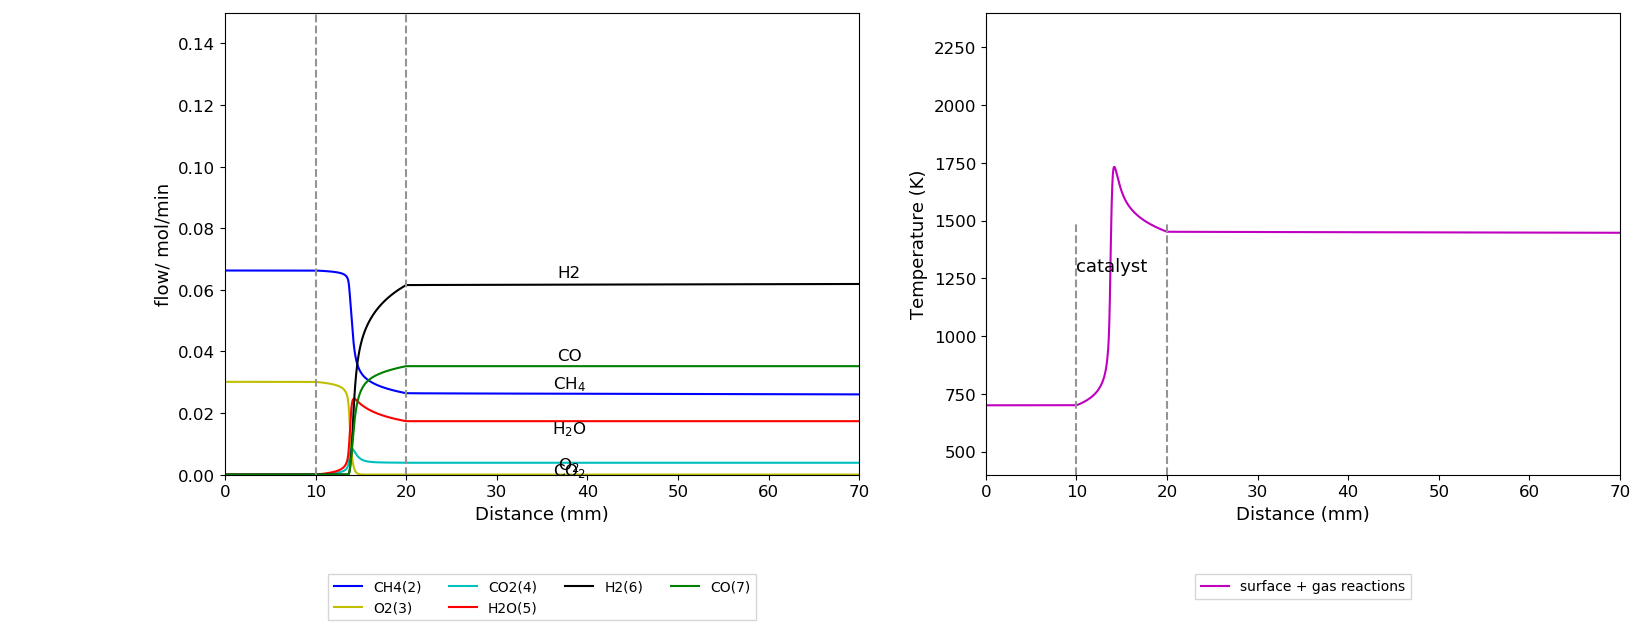 0.14
0.12
0.10
0.08
0.06
0.04
0.02
0.00
flow/ mol/min
H2
CO
CH4
H2O
O2
CO2
0 10 20 30 40 50 60 70
Distance (mm)
CH4(2) CO2(4) H2(6) CO(7)
O2(3) H2O(5)
2250
2000
1750
1500
1250
1000
750
500
Temperature (K)
catalyst
0 10 20 30 40 50 60 70
Distance (mm)
surface + gas reactions